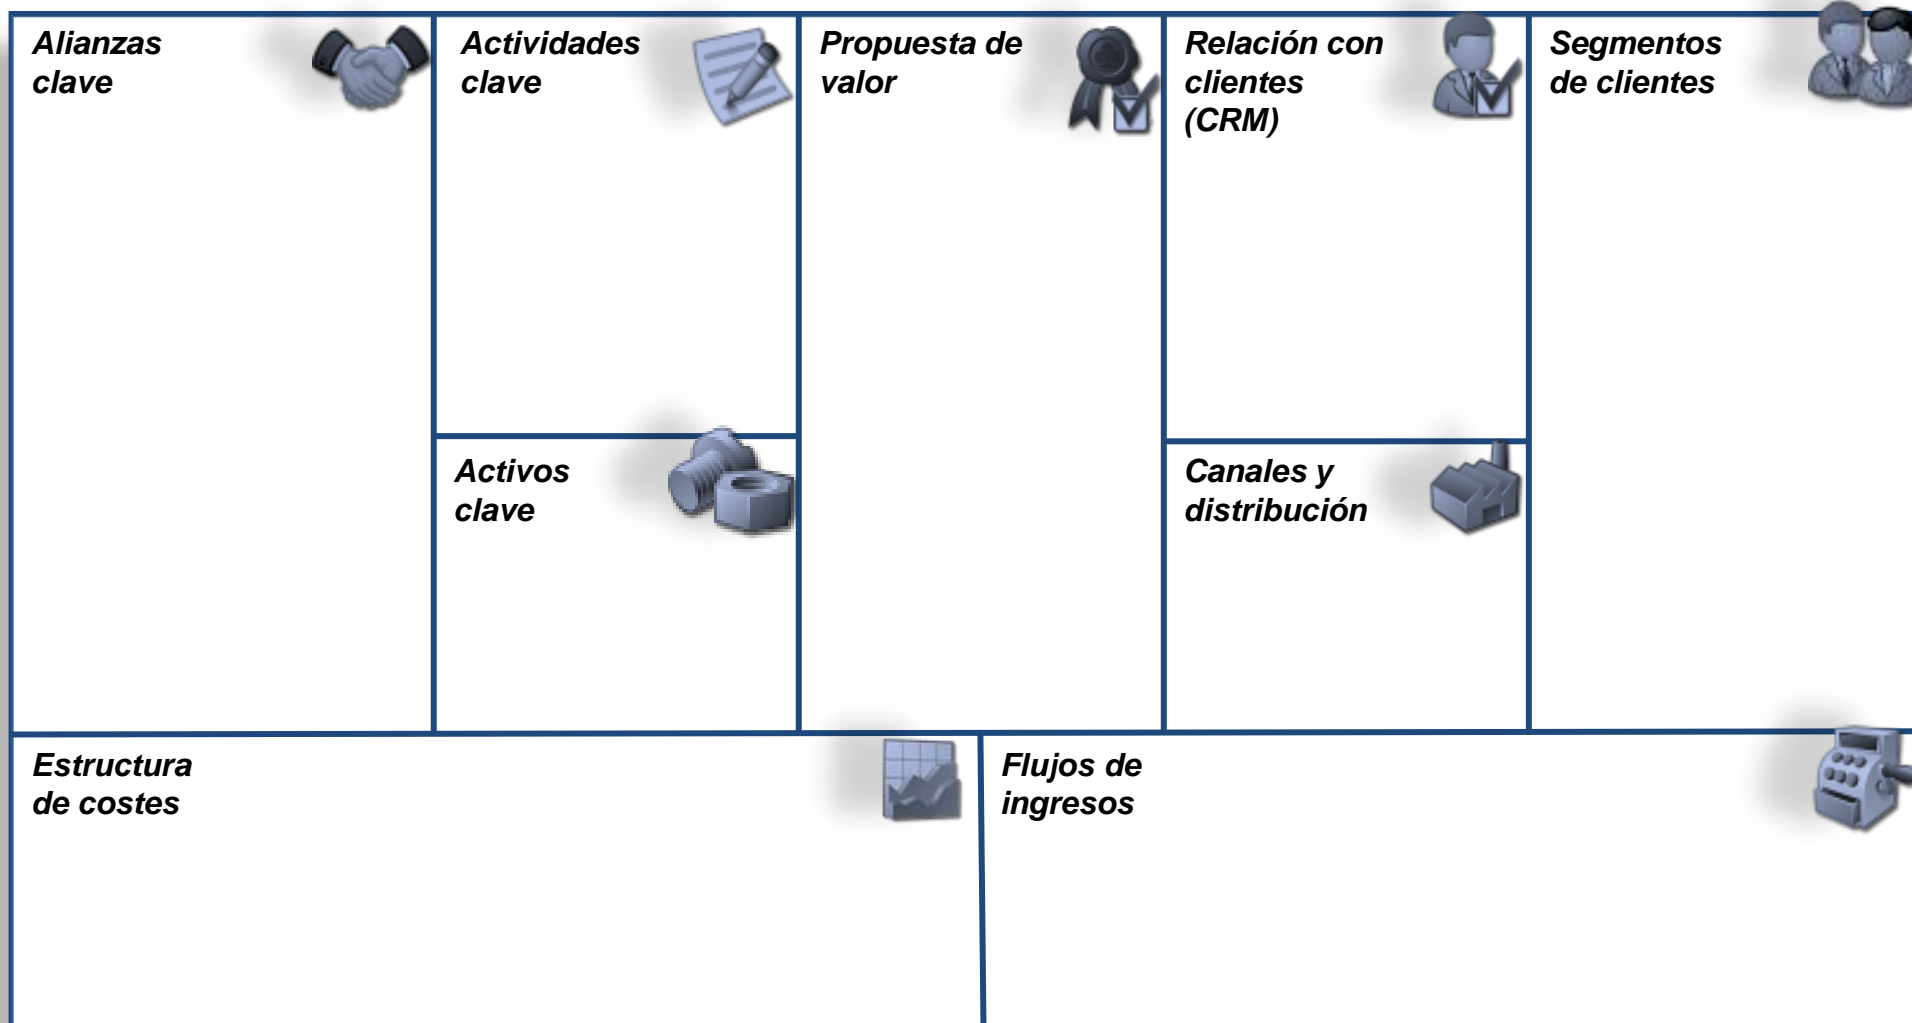 Alianzas
clave
Actividades
clave
Propuesta de
valor
Relación con
clientes
(CRM)
Segmentos
de clientes
Activos
clave
Canales y
distribución
Estructura
de costes
Flujos de
ingresos